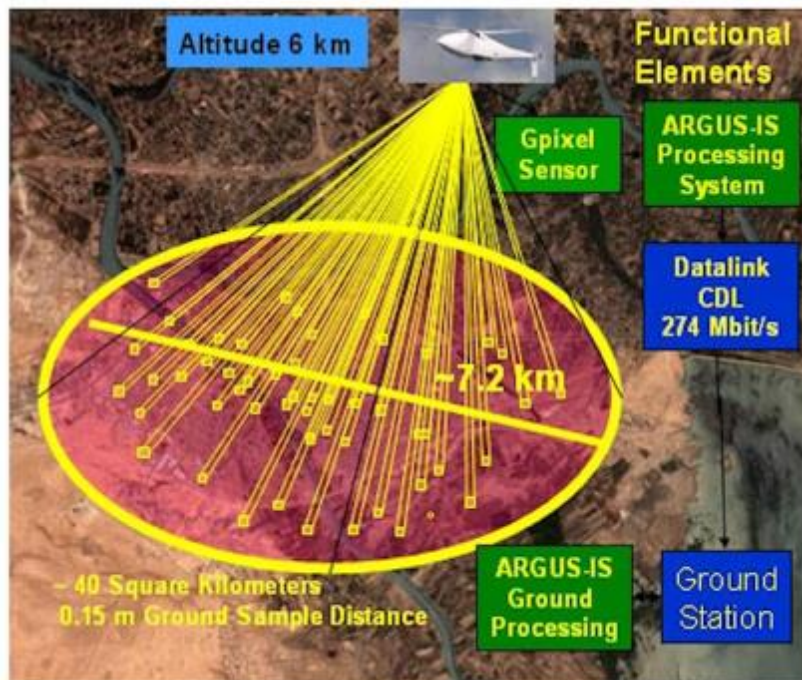 Altitude 6 km
Functional
Elements
Gpixel
Sensor
ARGUS-IS
Processing
System
Datalink
CDL
274 Mbit/s
~7.2 km
~ 40 Square Kilometers
0.15 m Ground Sample Distance
ARGUS-IS
Ground
Processing
Ground
Station